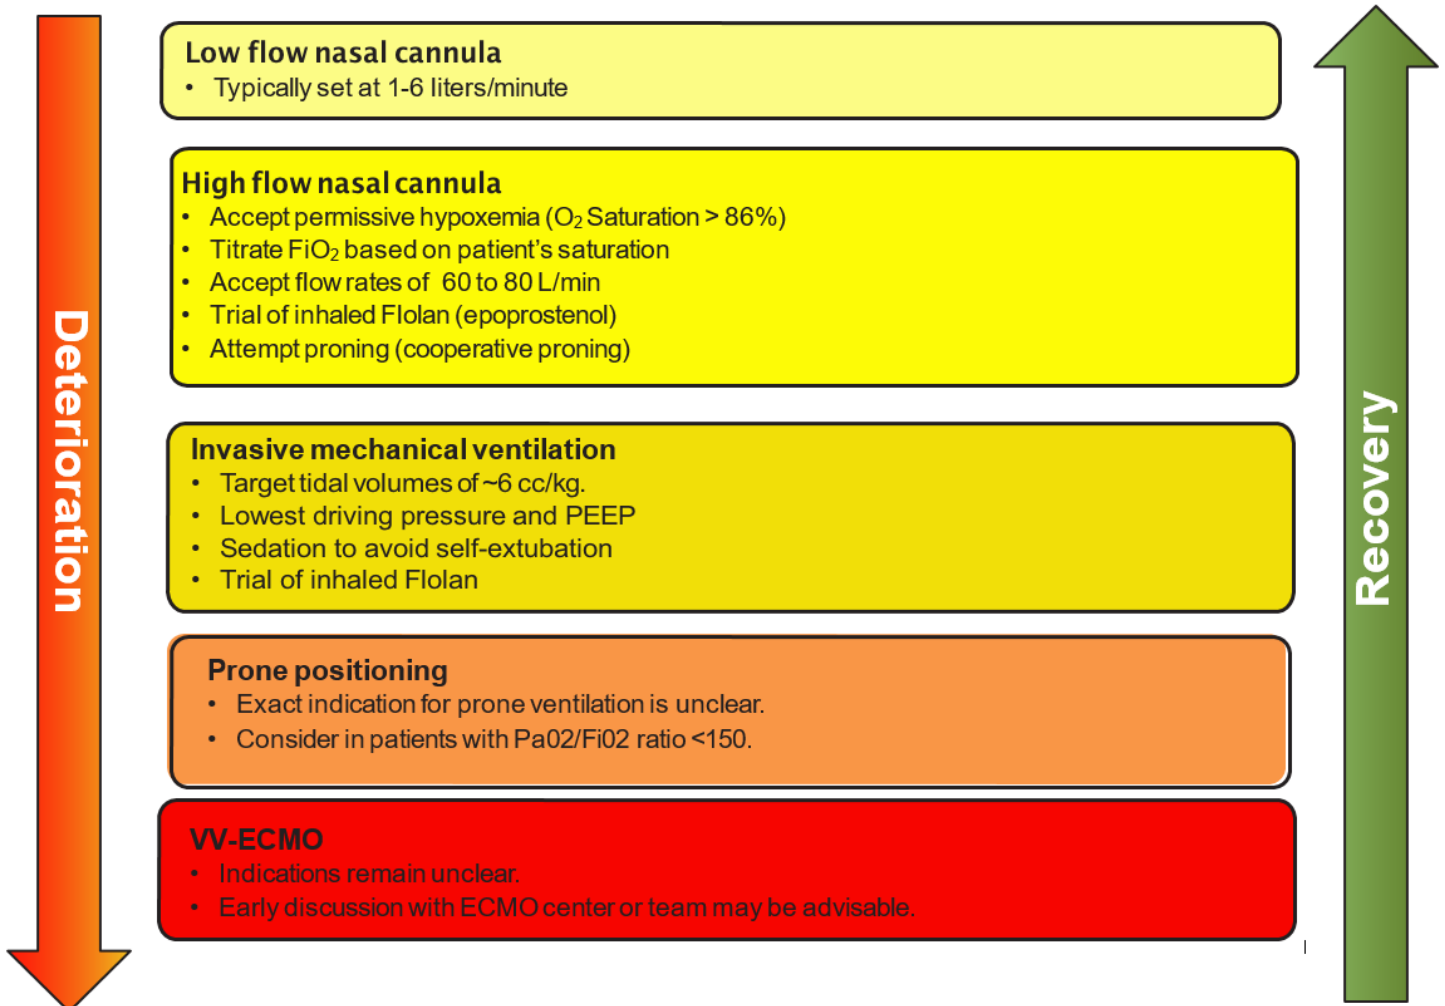 Low flow nasal cannula
• Typically set at 1-6 liters/minute
High flow nasal cannula
• Accept permissive hypoxemia (O₂ Saturation > 86%)
• Titrate FiO₂ based on patient's saturation
• Accept flow rates of 60 to 80 L/min
• Trial of inhaled Flolan (epoprostenol)
• Attempt proning (cooperative proning)
Invasive mechanical ventilation
• Target tidal volumes of ~6 cc/kg.
• Lowest driving pressure and PEEP
• Sedation to avoid self-extubation
• Trial of inhaled Flolan
Prone positioning
• Exact indication for prone ventilation is unclear.
• Consider in patients with Pa02/Fi02 ratio <150.
VV-ECMO
• Indications remain unclear.
• Early discussion with ECMO center or team may be advisable.
Deterioration
Recovery